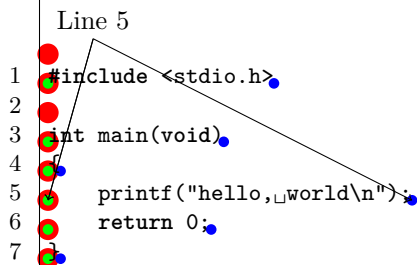 Line 5
1 #include <stdio.h>
2
3 int main(void)
4 {
5     printf("hello,␣world\n");
6     return 0;
7 }